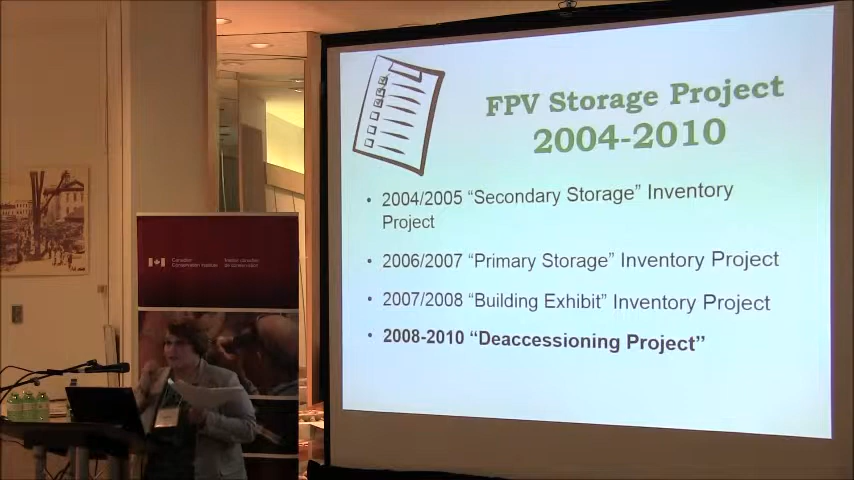 FPV Storage Project
2004-2010
• 2004/2005 “Secondary Storage” Inventory
Project
• 2006/2007 “Primary Storage” Inventory Project
• 2007/2008 “Building Exhibit” Inventory Project
• 2008-2010 “Deaccessioning Project”
Canadian Institut canadien
Conservation Institute de conservation